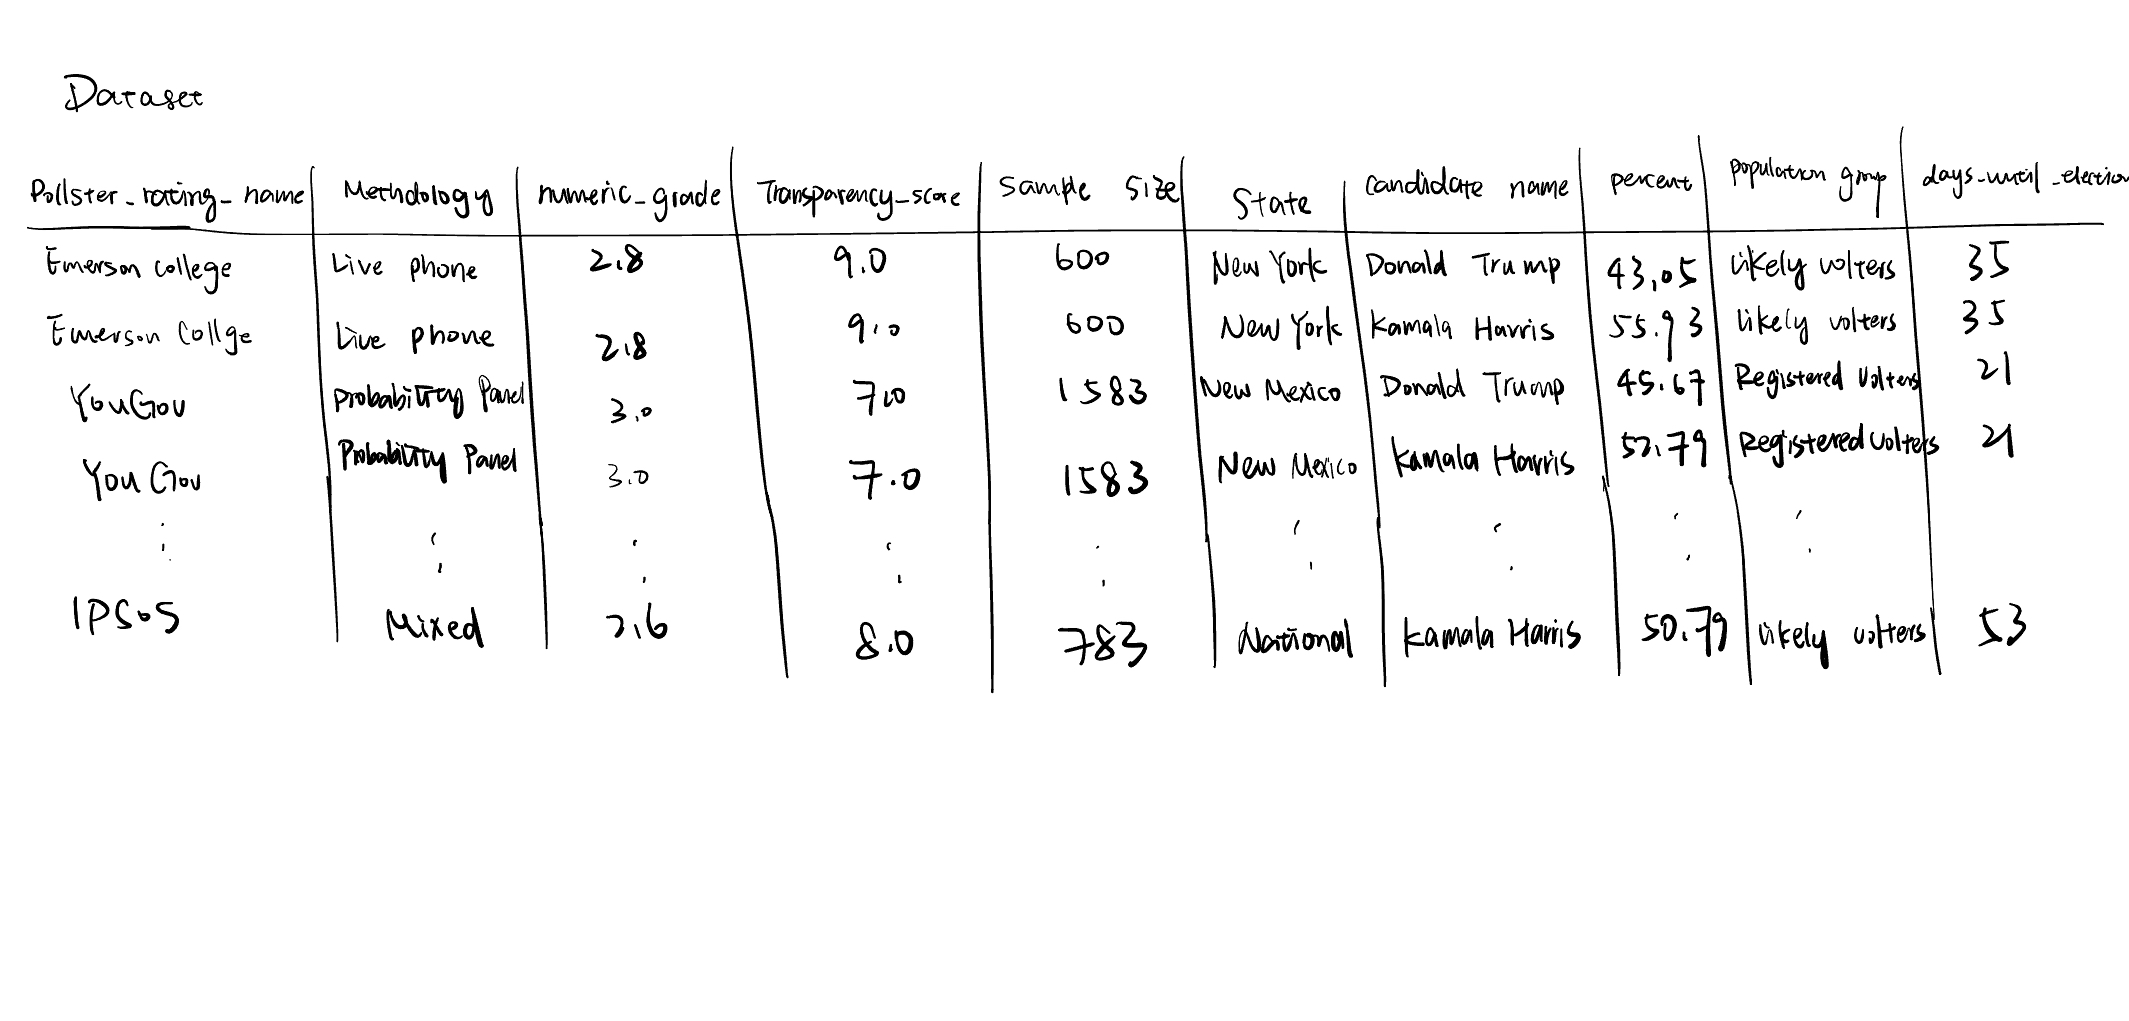 Dataset
Pollster_rating_name Methdology numeric_grade Transparency_score Sample Size State Candidate name percent population group days_until_election
Emerson college Live phone 2.8 9.0 600 New York Donald Trump 43.05 likely volters 35
Emerson Collge Live phone 2.8 9.0 600 New York Kamala Harris 55.93 likely volters 35
YouGov probability Panel 3.0 7.0 1583 New Mexico Donald Trump 45.67 Registered Volters 21
YouGov Probability Panel 3.0 7.0 1583 New Mexico Kamala Harris 52.79 Registered Volters 21
IPSOS Mixed 2.6 8.0 783 National Kamala Harris 50.79 likely volters 53